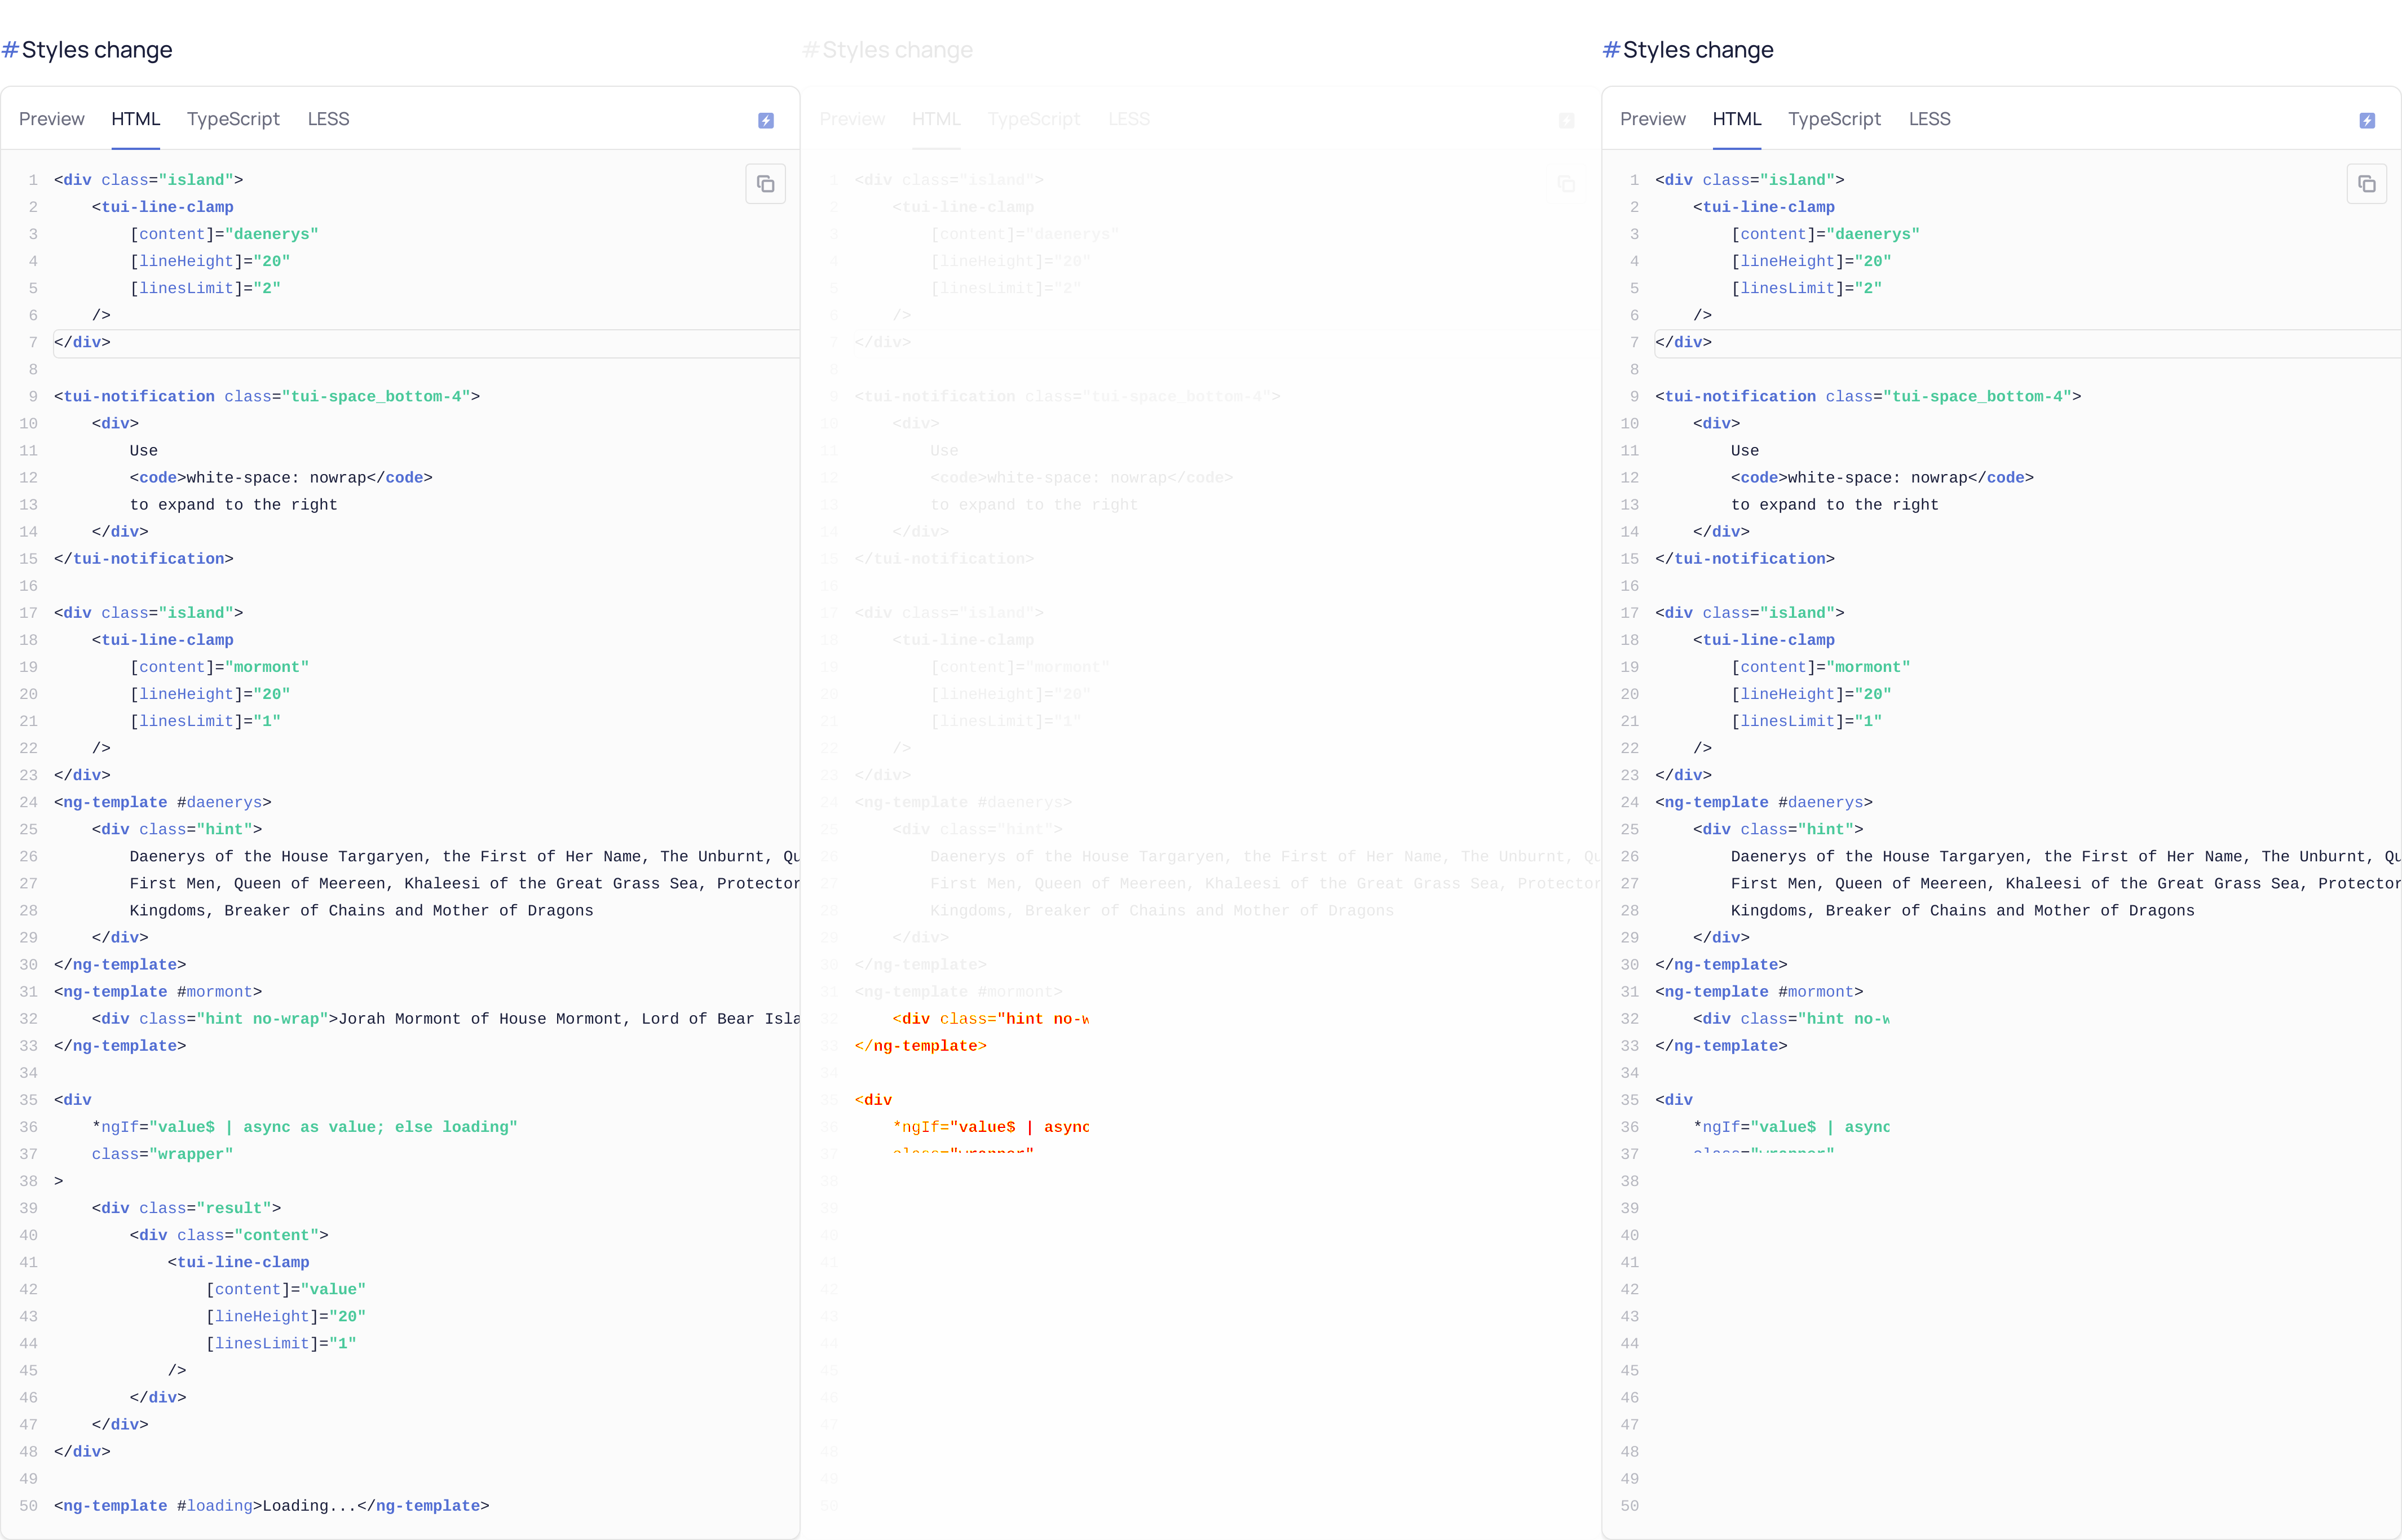 #Styles change
Preview HTML TypeScript LESS
1 <div class="island">
2     <tui-line-clamp
3         [content]="daenerys"
4         [lineHeight]="20"
5         [linesLimit]="2"
6     />
7 </div>
8
9 <tui-notification class="tui-space_bottom-4">
10     <div>
11         Use
12         <code>white-space: nowrap</code>
13         to expand to the right
14     </div>
15 </tui-notification>
16
17 <div class="island">
18     <tui-line-clamp
19         [content]="mormont"
20         [lineHeight]="20"
21         [linesLimit]="1"
22     />
23 </div>
24 <ng-template #daenerys>
25     <div class="hint">
26         Daenerys of the House Targaryen, the First of Her Name, The Unburnt, Qu
27         First Men, Queen of Meereen, Khaleesi of the Great Grass Sea, Protector
28         Kingdoms, Breaker of Chains and Mother of Dragons
29     </div>
30 </ng-template>
31 <ng-template #mormont>
32     <div class="hint no-wrap">Jorah Mormont of House Mormont, Lord of Bear Isla
33 </ng-template>
34
35 <div
36     *ngIf="value$ | async as value; else loading"
37     class="wrapper"
38 >
39     <div class="result">
40         <div class="content">
41             <tui-line-clamp
42                 [content]="value"
43                 [lineHeight]="20"
44                 [linesLimit]="1"
45             />
46         </div>
47     </div>
48 </div>
49
50 <ng-template #loading>Loading...</ng-template>
#Styles change
Preview HTML TypeScript LESS
1 <div class="island">
2     <tui-line-clamp
3         [content]="daenerys"
4         [lineHeight]="20"
5         [linesLimit]="2"
6     />
7 </div>
8
9 <tui-notification class="tui-space_bottom-4">
10     <div>
11         Use
12         <code>white-space: nowrap</code>
13         to expand to the right
14     </div>
15 </tui-notification>
16
17 <div class="island">
18     <tui-line-clamp
19         [content]="mormont"
20         [lineHeight]="20"
21         [linesLimit]="1"
22     />
23 </div>
24 <ng-template #daenerys>
25     <div class="hint">
26         Daenerys of the House Targaryen, the First of Her Name, The Unburnt, Qu
27         First Men, Queen of Meereen, Khaleesi of the Great Grass Sea, Protector
28         Kingdoms, Breaker of Chains and Mother of Dragons
29     </div>
30 </ng-template>
31 <ng-template #mormont>
32     <div class="hint no-w
33 </ng-template>
34
35 <div
36     *ngIf="value$ | async
37     class="wrapper"
38
39
40
41
42
43
44
45
46
47
48
49
50
#Styles change
Preview HTML TypeScript LESS
1 <div class="island">
2     <tui-line-clamp
3         [content]="daenerys"
4         [lineHeight]="20"
5         [linesLimit]="2"
6     />
7 </div>
8
9 <tui-notification class="tui-space_bottom-4">
10     <div>
11         Use
12         <code>white-space: nowrap</code>
13         to expand to the right
14     </div>
15 </tui-notification>
16
17 <div class="island">
18     <tui-line-clamp
19         [content]="mormont"
20         [lineHeight]="20"
21         [linesLimit]="1"
22     />
23 </div>
24 <ng-template #daenerys>
25     <div class="hint">
26         Daenerys of the House Targaryen, the First of Her Name, The Unburnt, Qu
27         First Men, Queen of Meereen, Khaleesi of the Great Grass Sea, Protector
28         Kingdoms, Breaker of Chains and Mother of Dragons
29     </div>
30 </ng-template>
31 <ng-template #mormont>
32     <div class="hint no-w
33 </ng-template>
34
35 <div
36     *ngIf="value$ | async
37     class="wrapper"
38
39
40
41
42
43
44
45
46
47
48
49
50